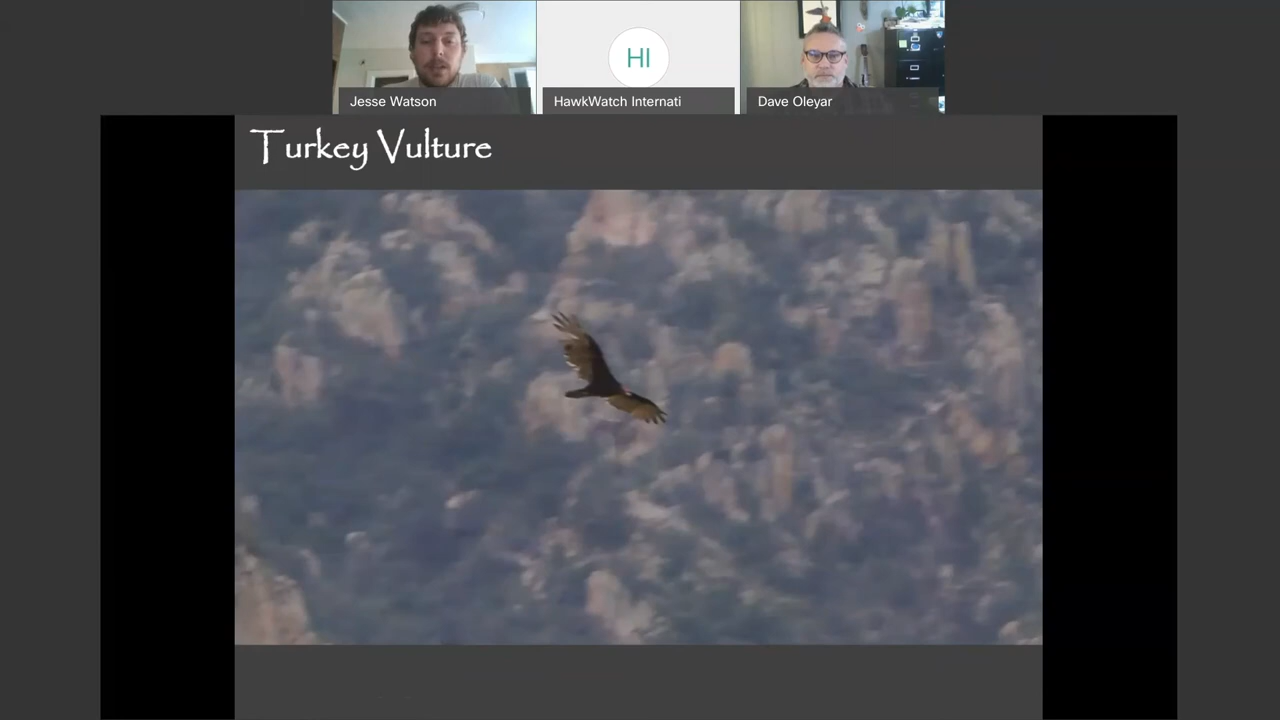 HI
Jesse Watson
HawkWatch Internati
Dave Oleyar
Turkey Vulture